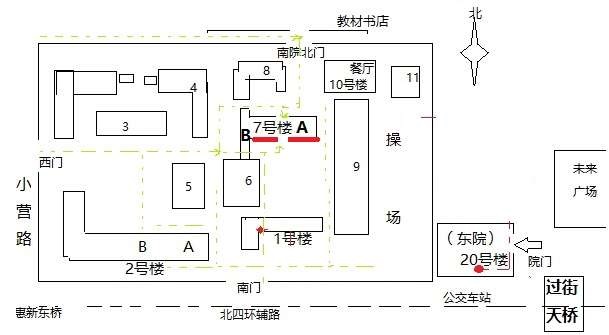 教材书店
北
南院北门
8
餐厅
10号楼
11
4
3
7号楼 A
B
操
场
西门
9
未来
广场
小
营
路
5
6
B A
2号楼
1号楼
（东院）
20号楼
院门
南门
公交车站
过街
天桥
惠新东桥
北四环辅路